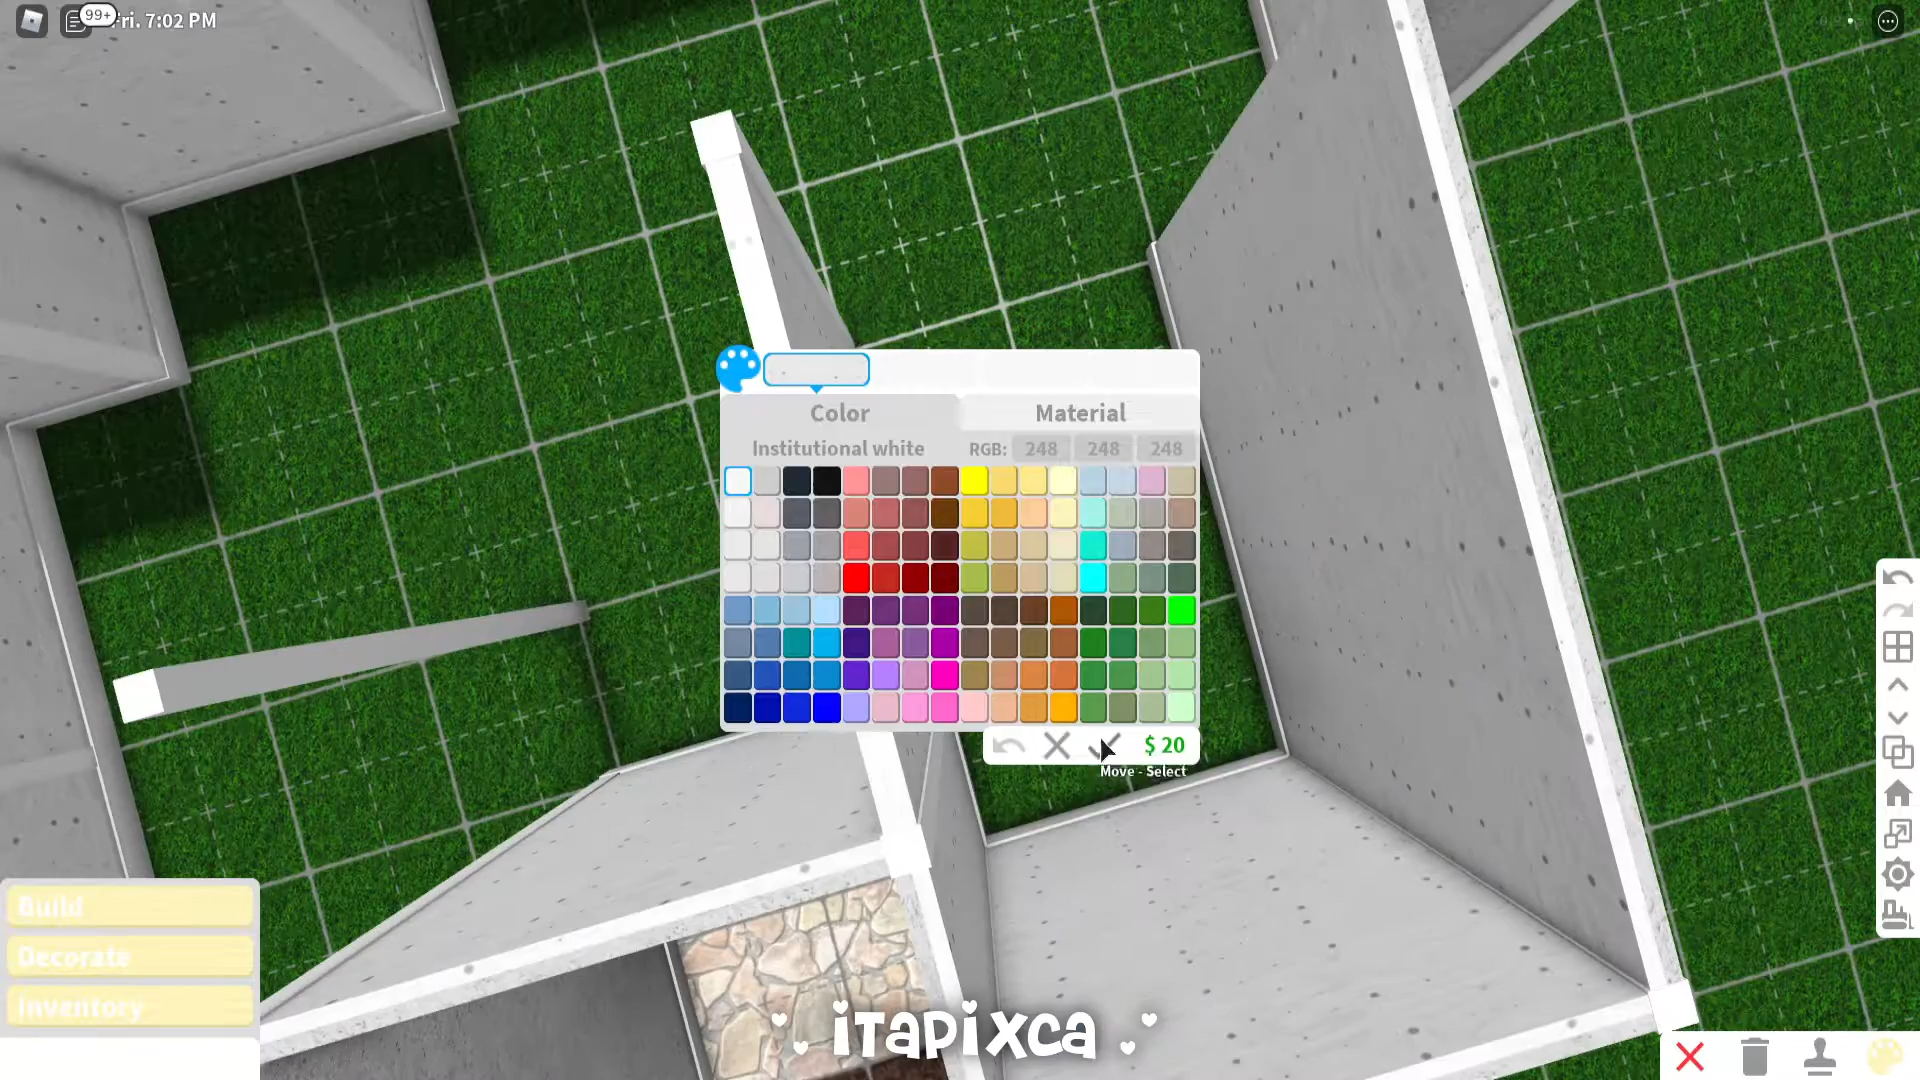 99+
Fri. 7:02 PM
Color
Material
Institutional white
RGB: 248 248 248
$ 20
Move - Select
Build
Decorate
Inventory
iTapixca